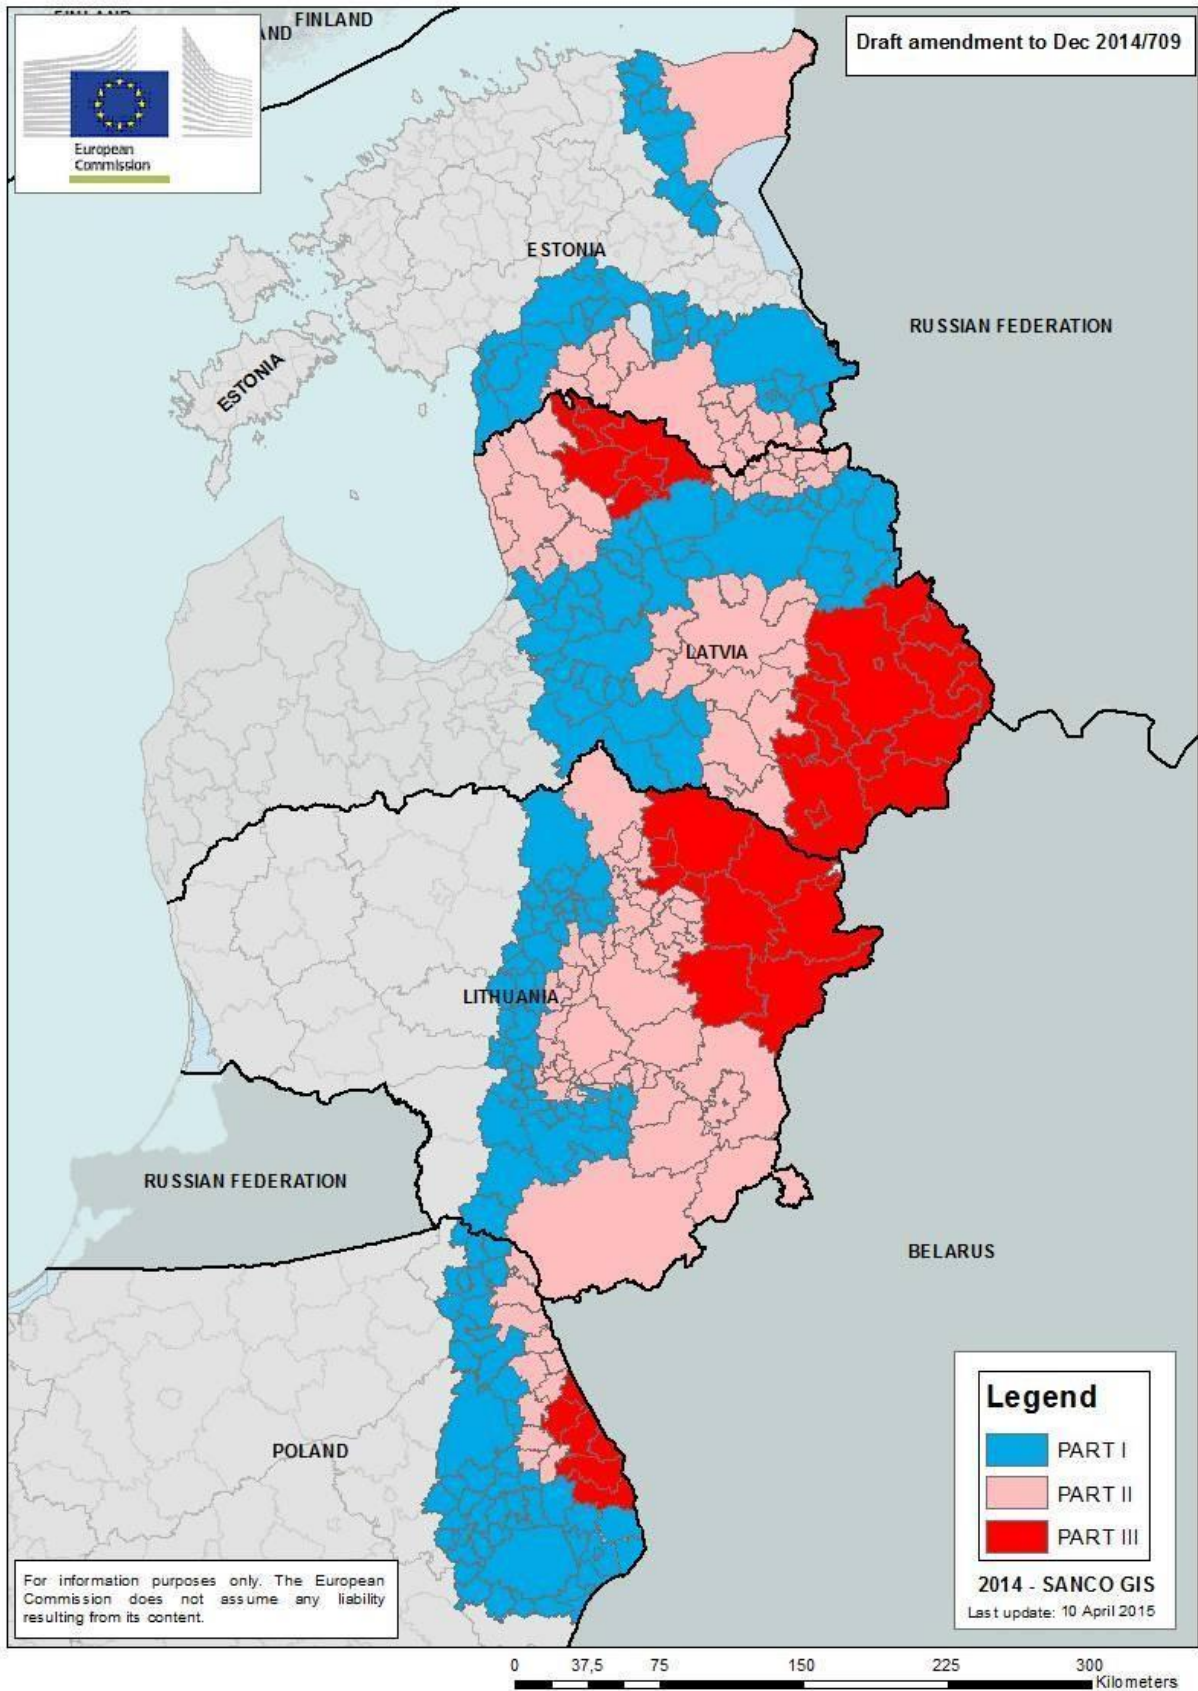 FINLAND
FINLAND
AND
Draft amendment to Dec 2014/709
European
Commission
ESTONIA
RUSSIAN FEDERATION
ESTONIA
LATVIA
LITHUANIA
RUSSIAN FEDERATION
BELARUS
POLAND
Legend
PART I
PART II
PART III
2014 - SANCO GIS
Last update: 10 April 2015
For information purposes only. The European
Commission does not assume any liability
resulting from its content.
0 37,5 75 150 225 300
Kilometers